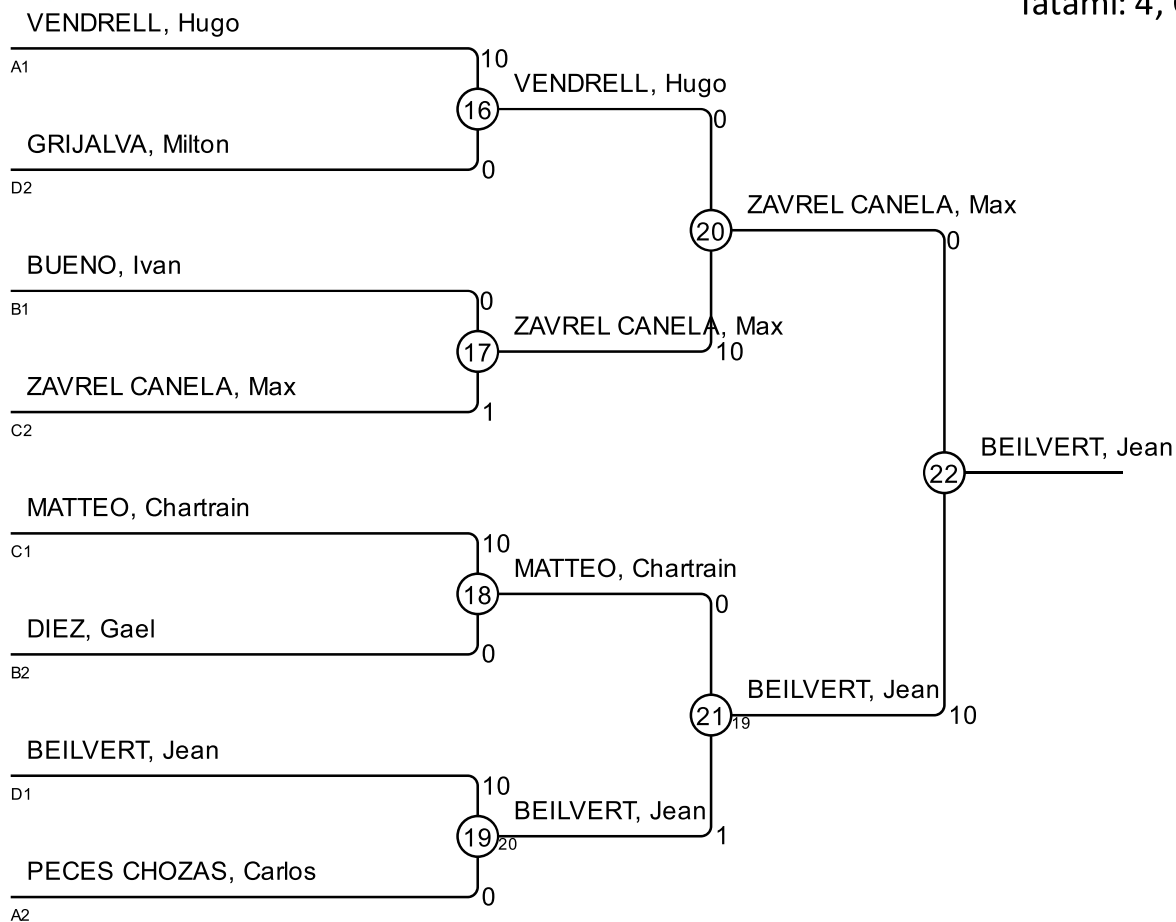 Tatami: 4,
VENDRELL, Hugo
A1
10
VENDRELL, Hugo
16
0
GRIJALVA, Milton
0
D2
ZAVREL CANELA, Max
20
0
BUENO, Ivan
B1
0
ZAVREL CANELA, Max
17
10
ZAVREL CANELA, Max
1
C2
BEILVERT, Jean
22
MATTEO, Chartrain
C1
10
MATTEO, Chartrain
18
0
DIEZ, Gael
0
B2
BEILVERT, Jean
21
19
10
BEILVERT, Jean
D1
10
BEILVERT, Jean
19
20
1
PECES CHOZAS, Carlos
0
A2